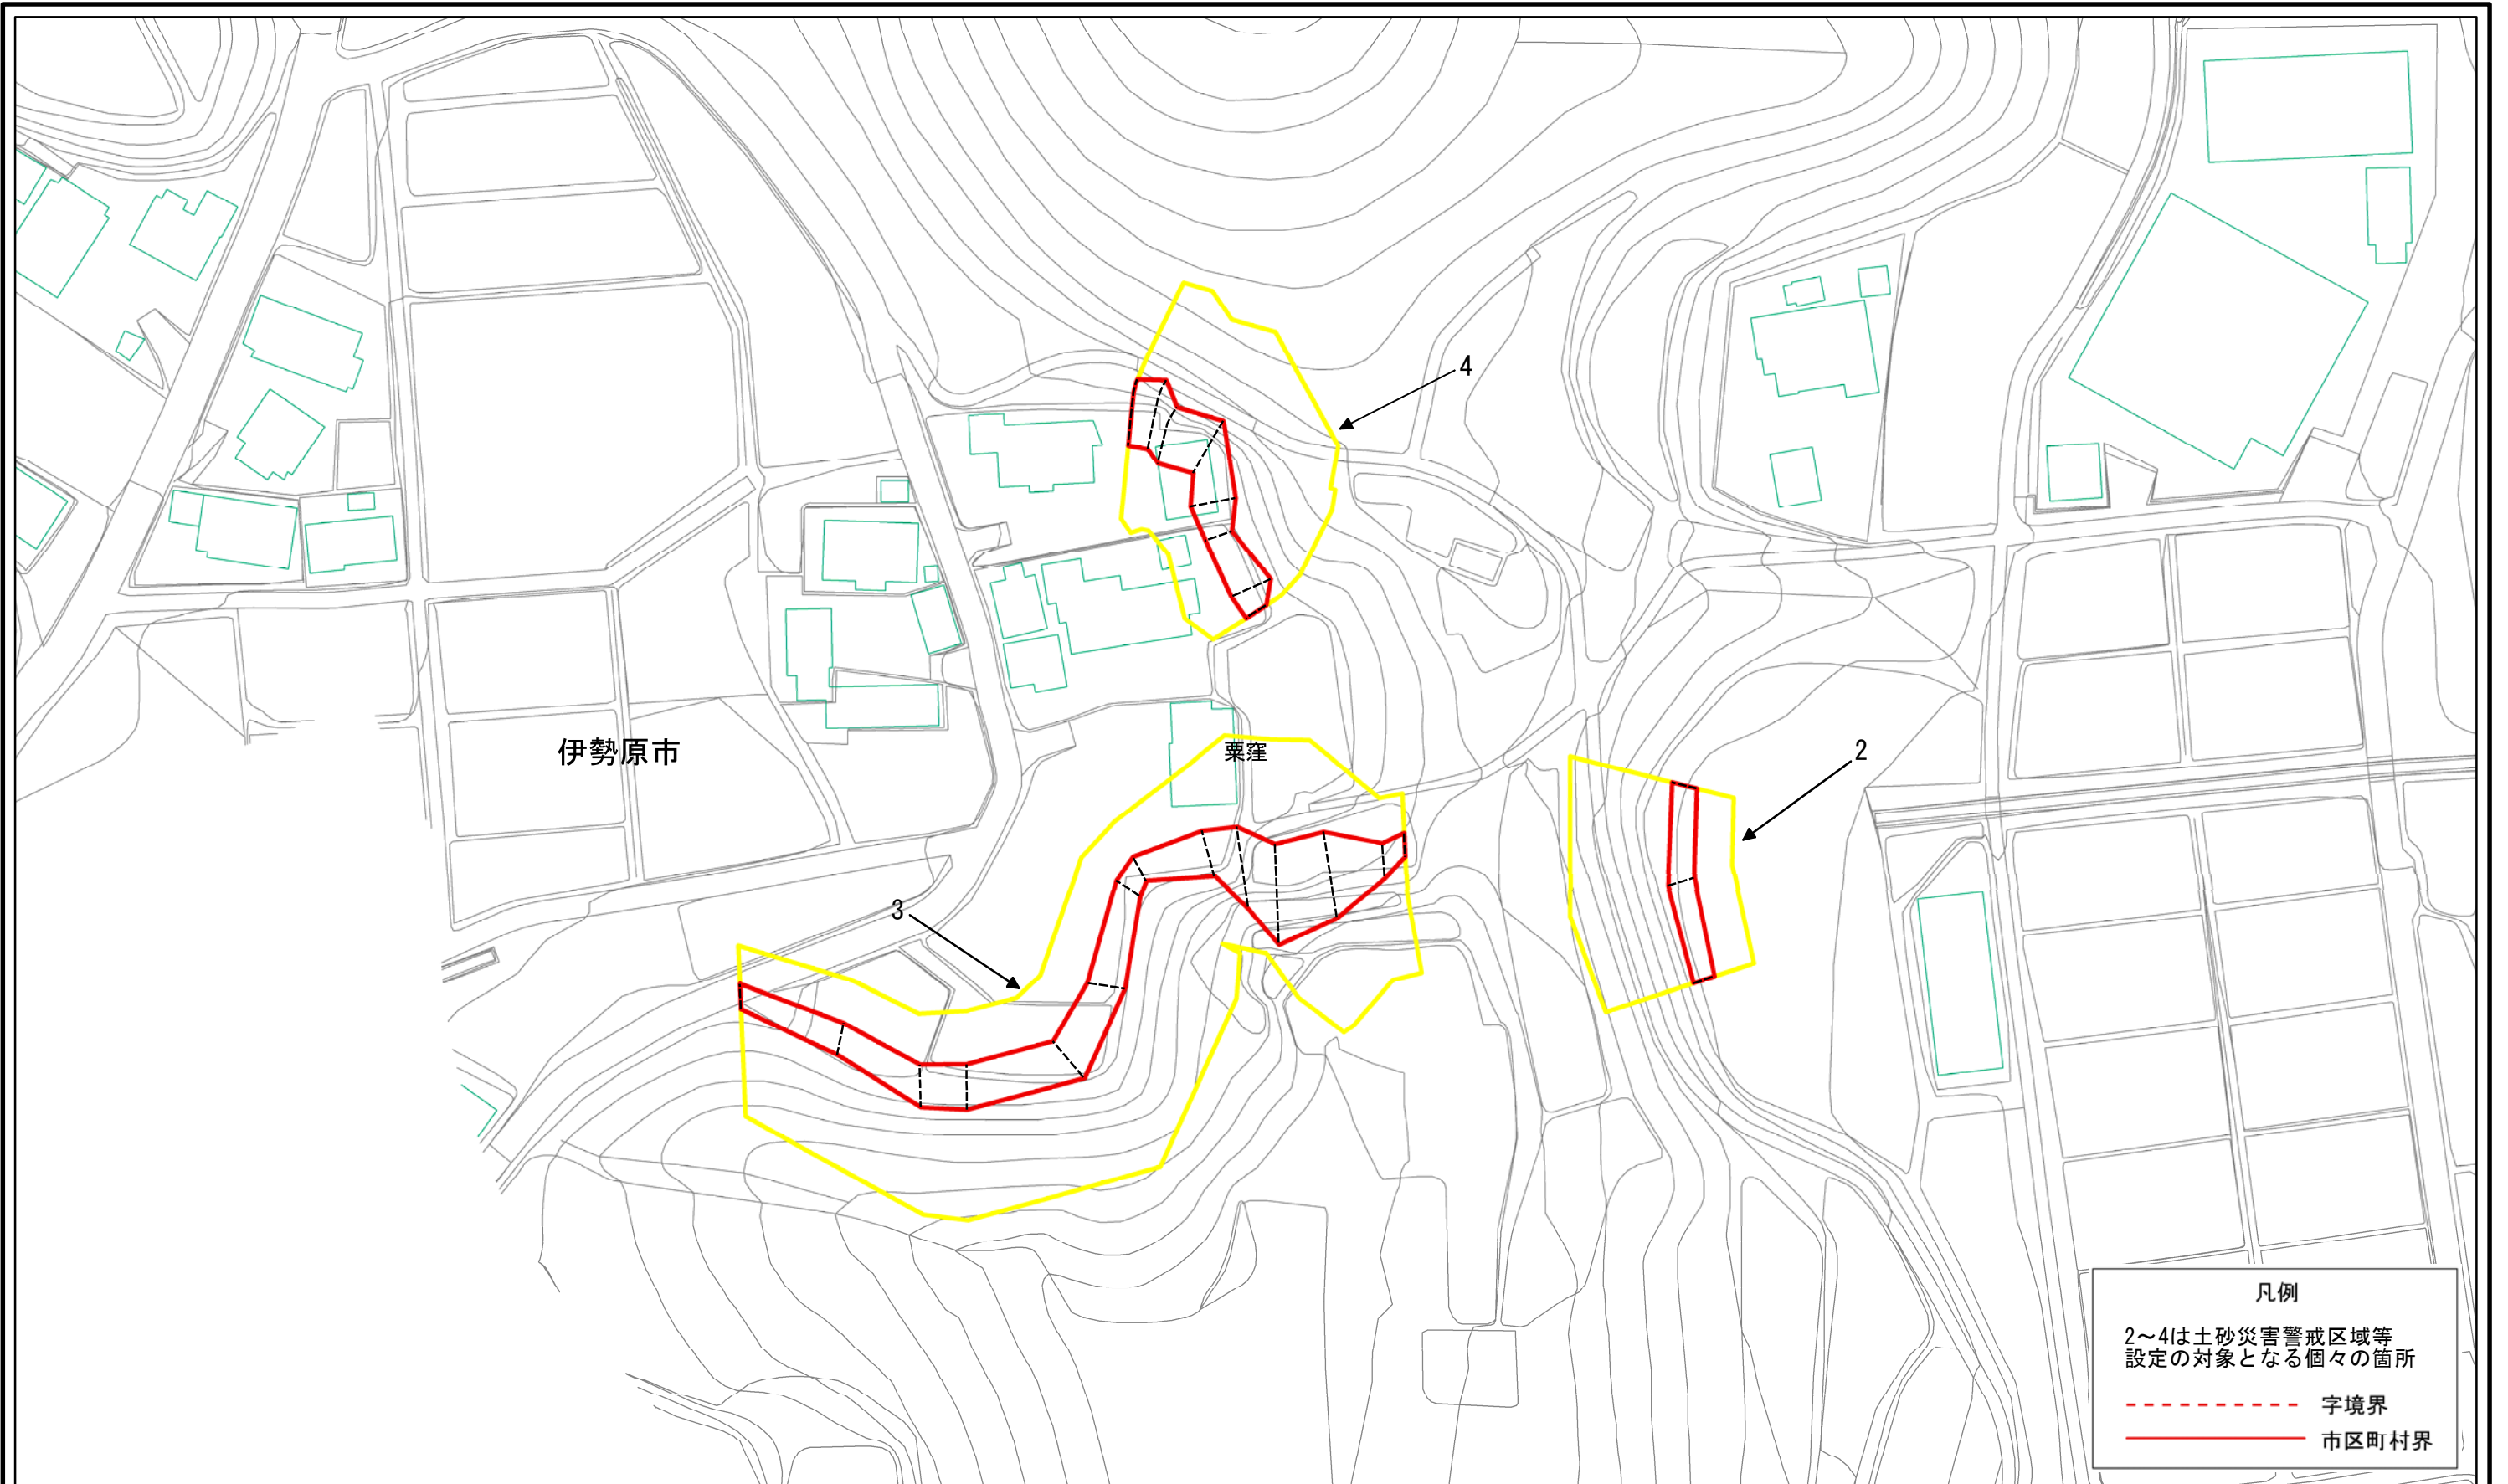 4
伊勢原市
粟窪
2
3
凡例
2～4は土砂災害警戒区域等
設定の対象となる個々の箇所
字境界
市区町村界